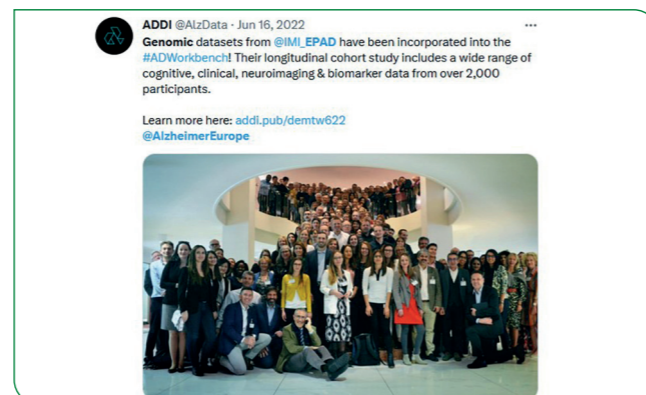 ADDI @AlzData · Jun 16, 2022
Genomic datasets from @IMI_EPAD have been incorporated into the
#ADWorkbench! Their longitudinal cohort study includes a wide range of
cognitive, clinical, neuroimaging & biomarker data from over 2,000
participants.
Learn more here: addi.pub/demtw622
@AlzheimerEurope